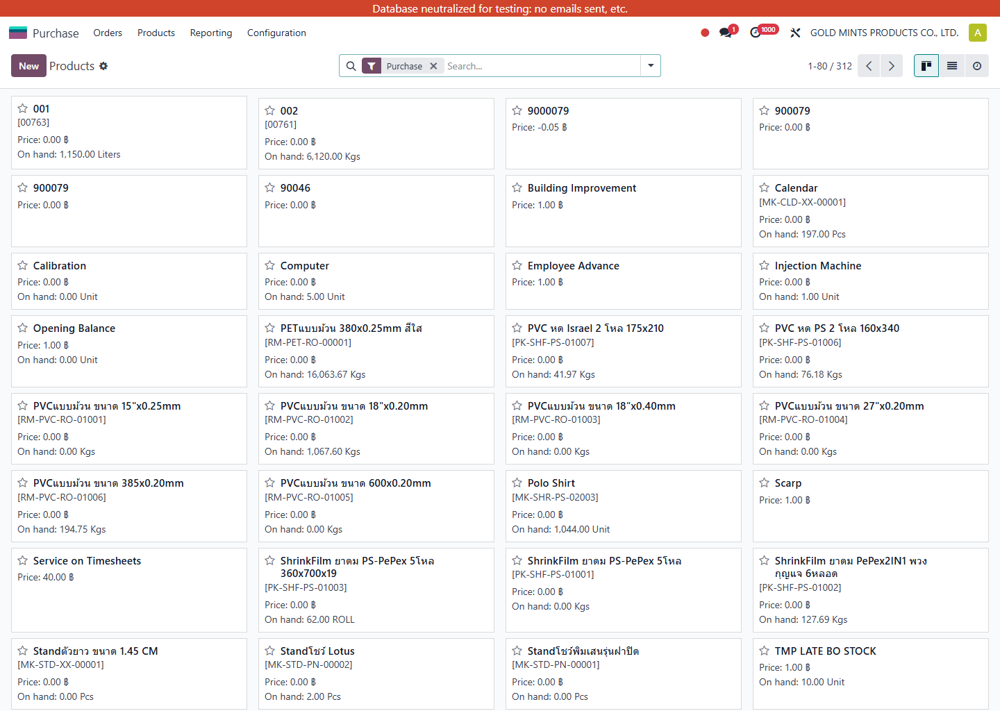 Database neutralized for testing: no emails sent, etc.
Purchase Orders Products Reporting Configuration 1 1000 GOLD MINTS PRODUCTS CO., LTD. A
New Products Purchase Search... 1-80 / 312
001
[00763]
Price: 0.00 ฿
On hand: 1,150.00 Liters
002
[00761]
Price: 0.00 ฿
On hand: 6,120.00 Kgs
9000079
Price: -0.05 ฿
900079
Price: 0.00 ฿
900079
Price: 0.00 ฿
90046
Price: 0.00 ฿
Building Improvement
Price: 1.00 ฿
Calendar
[MK-CLD-XX-00001]
Price: 0.00 ฿
On hand: 197.00 Pcs
Calibration
Price: 0.00 ฿
On hand: 0.00 Unit
Computer
Price: 0.00 ฿
On hand: 5.00 Unit
Employee Advance
Price: 1.00 ฿
Injection Machine
Price: 0.00 ฿
On hand: 1.00 Unit
Opening Balance
Price: 1.00 ฿
On hand: 0.00 Unit
PETแบบม้วน 380x0.25mm สีใส
[RM-PET-RO-00001]
Price: 0.00 ฿
On hand: 16,063.67 Kgs
PVC หด Israel 2 โหล 175x210
[PK-SHF-PS-01007]
Price: 0.00 ฿
On hand: 41.97 Kgs
PVC หด PS 2 โหล 160x340
[PK-SHF-PS-01006]
Price: 0.00 ฿
On hand: 76.18 Kgs
PVCแบบม้วน ขนาด 15"x0.25mm
[RM-PVC-RO-01001]
Price: 0.00 ฿
On hand: 0.00 Kgs
PVCแบบม้วน ขนาด 18"x0.20mm
[RM-PVC-RO-01002]
Price: 0.00 ฿
On hand: 1,067.60 Kgs
PVCแบบม้วน ขนาด 18"x0.40mm
[RM-PVC-RO-01003]
Price: 0.00 ฿
On hand: 0.00 Kgs
PVCแบบม้วน ขนาด 27"x0.20mm
[RM-PVC-RO-01004]
Price: 0.00 ฿
On hand: 0.00 Kgs
PVCแบบม้วน ขนาด 385x0.20mm
[RM-PVC-RO-01006]
Price: 0.00 ฿
On hand: 194.75 Kgs
PVCแบบม้วน ขนาด 600x0.20mm
[RM-PVC-RO-01005]
Price: 0.00 ฿
On hand: 0.00 Kgs
Polo Shirt
[MK-SHR-PS-02003]
Price: 0.00 ฿
On hand: 1,044.00 Unit
Scarp
Price: 1.00 ฿
Service on Timesheets
Price: 40.00 ฿
ShrinkFilm ยาดม PS-PePex 5โหล
360x700x19
[PK-SHF-PS-01003]
Price: 0.00 ฿
On hand: 62.00 ROLL
ShrinkFilm ยาดม PS-PePex 5โหล
[PK-SHF-PS-01001]
Price: 0.00 ฿
On hand: 0.00 Kgs
ShrinkFilm ยาดม PePex2IN1 พวง
กุญแจ 6หลอด
[PK-SHF-PS-01002]
Price: 0.00 ฿
On hand: 127.69 Kgs
Standตัวยาว ขนาด 1.45 CM
[MK-STD-XX-00001]
Price: 0.00 ฿
On hand: 0.00 Pcs
Standโชว์ Lotus
[MK-STD-PN-00002]
Price: 0.00 ฿
On hand: 2.00 Pcs
Standโชว์พิมเสนรุ่นฝาปิด
[MK-STD-PN-00001]
Price: 0.00 ฿
On hand: 0.00 Pcs
TMP LATE BO STOCK
Price: 1.00 ฿
On hand: 10.00 Unit